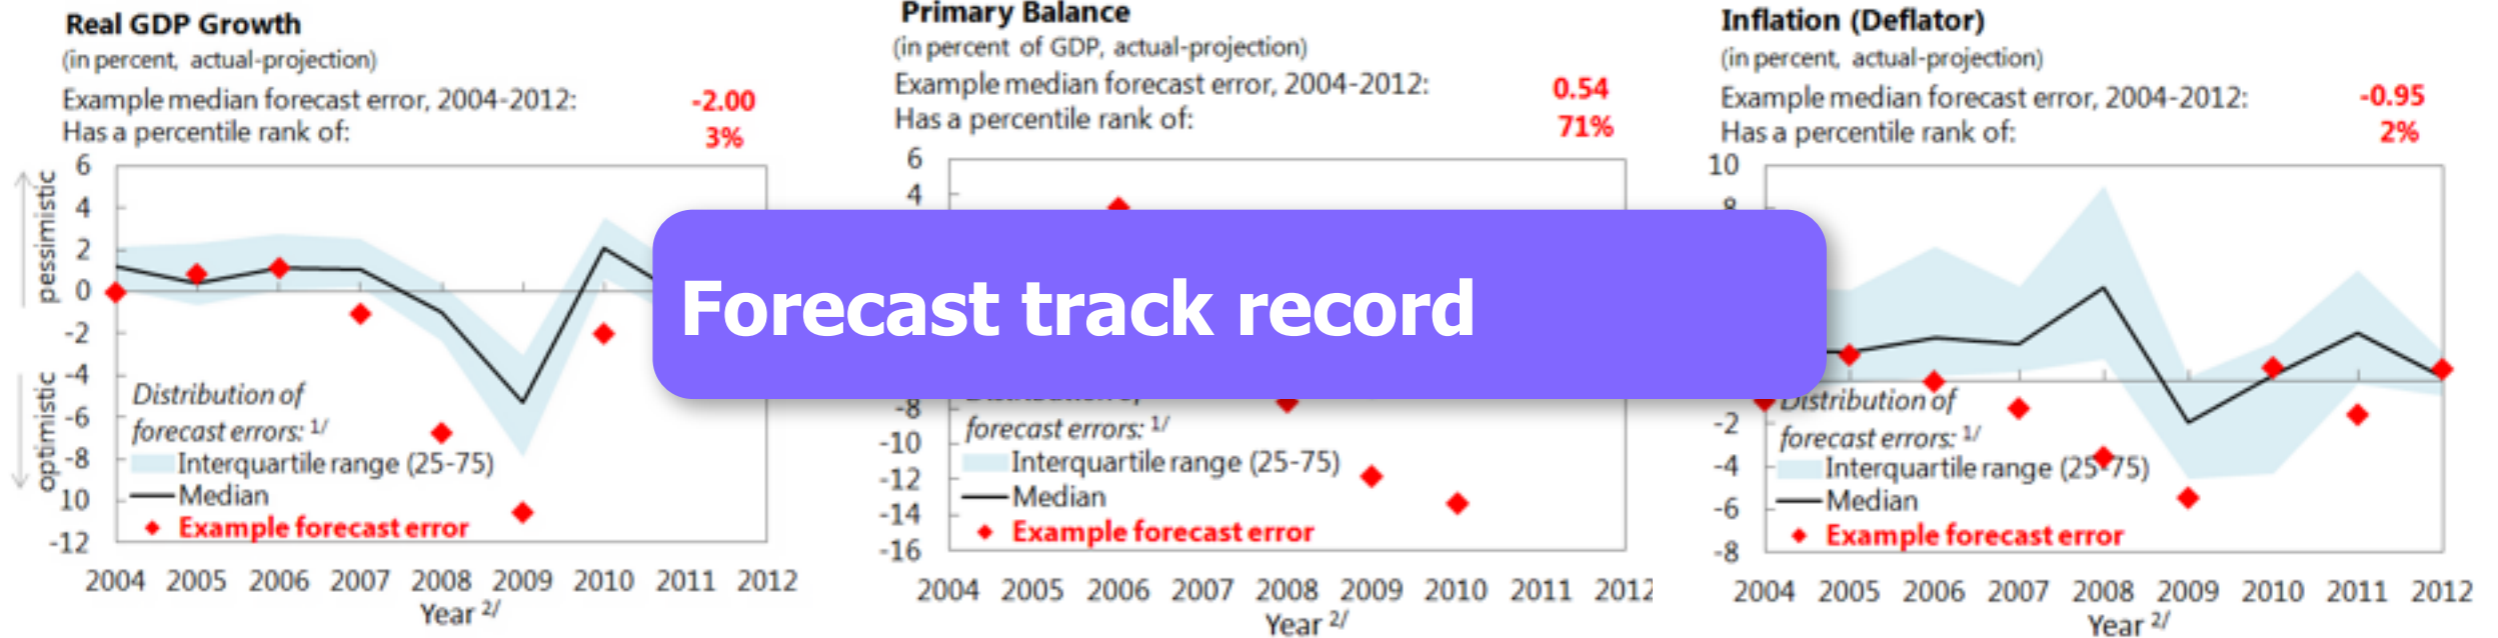 Real GDP Growth
(in percent, actual-projection)
Example median forecast error, 2004-2012: -2.00
Has a percentile rank of: 3%
pessimistic
optimistic
6
4
2
0
-2
-4
-6
-8
10
-12
Distribution of
forecast errors: 1/
Interquartile range (25-75)
Median
Example forecast error
2004 2005 2006 2007 2008 2009 2010 2011 2012
Year 2/
Primary Balance
(in percent of GDP, actual-projection)
Example median forecast error, 2004-2012: 0.54
Has a percentile rank of: 71%
6
4
Forecast track record
-8
-10
-12
-14
-16
forecast errors: 1/
Interquartile range (25-75)
Median
Example forecast error
2004 2005 2006 2007 2008 2009 2010 2011 2012
Year 2/
Inflation (Deflator)
(in percent, actual-projection)
Example median forecast error, 2004-2012: -0.95
Has a percentile rank of: 2%
10
8
-2
-4
-6
-8
Distribution of
forecast errors: 1/
Interquartile range (25-75)
Median
Example forecast error
2004 2005 2006 2007 2008 2009 2010 2011 2012
Year 2/